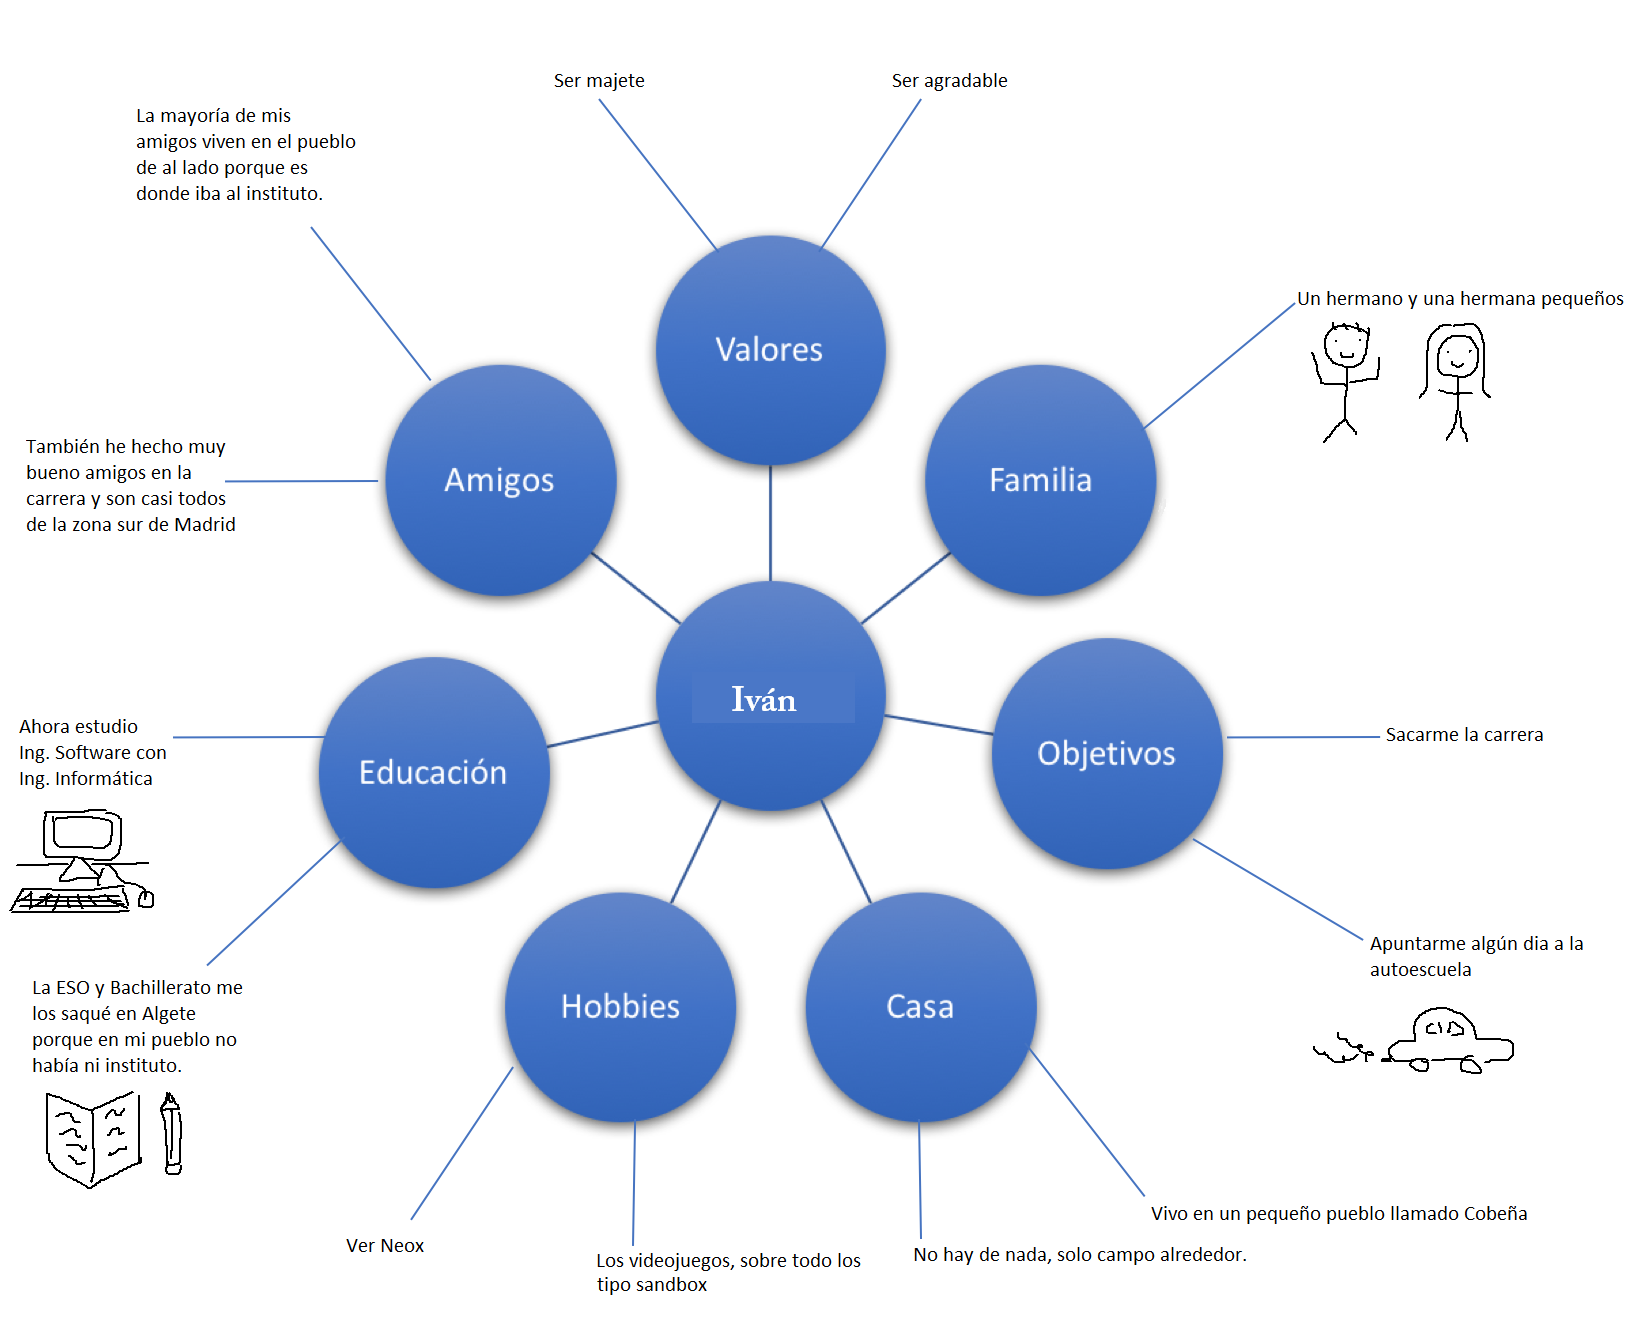 Ser majete
Ser agradable
La mayoría de mis
amigos viven en el pueblo
de al lado porque es
donde iba al instituto.
Valores
Un hermano y una hermana pequeños
Amigos
Familia
También he hecho muy
bueno amigos en la
carrera y son casi todos
de la zona sur de Madrid
Iván
Ahora estudio
Ing. Software con
Ing. Informática
Educación
Objetivos
Sacarme la carrera
Apuntarme algún dia a la
autoescuela
La ESO y Bachillerato me
los saqué en Algete
porque en mi pueblo no
había ni instituto.
Hobbies
Casa
Ver Neox
Los videojuegos, sobre todo los
tipo sandbox
No hay de nada, solo campo alrededor.
Vivo en un pequeño pueblo llamado Cobeña